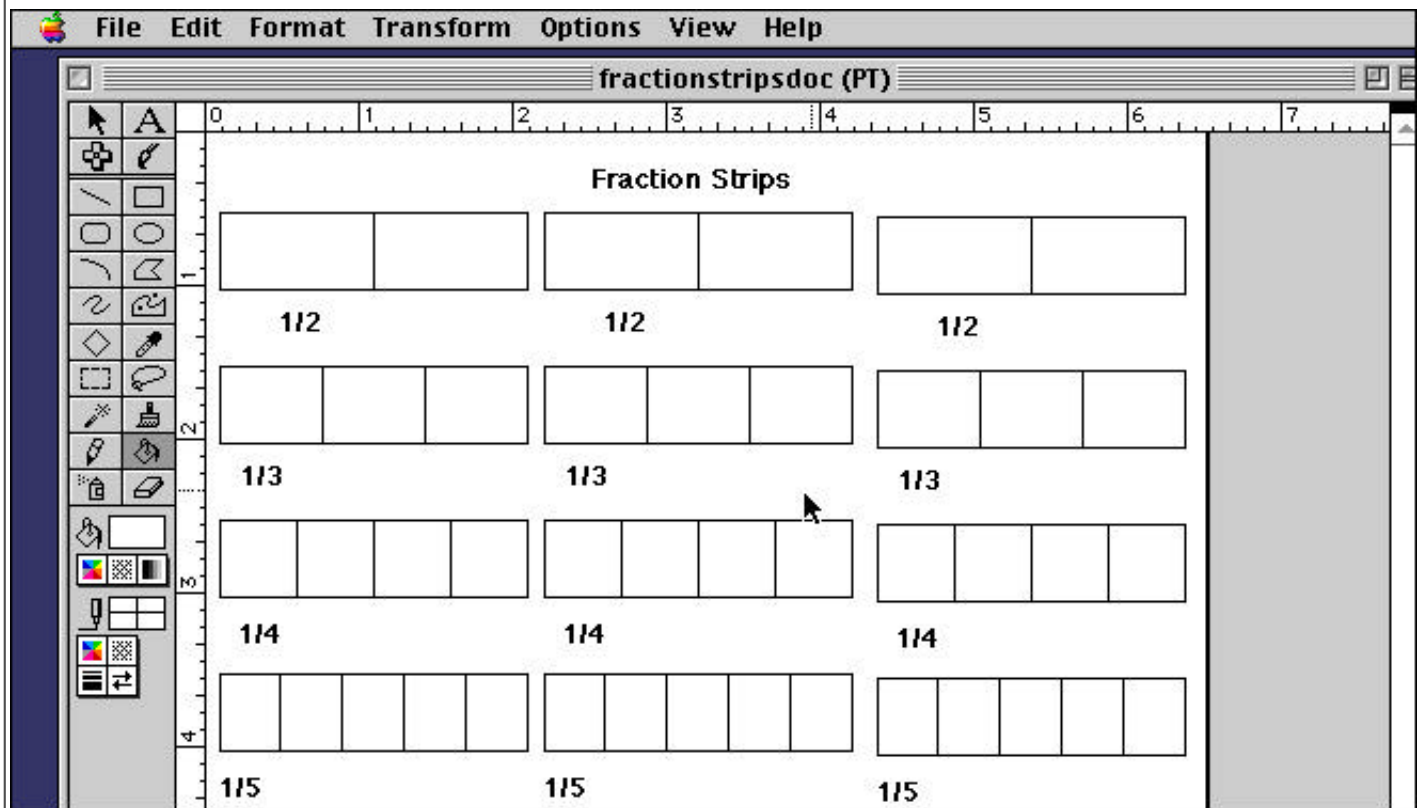 File Edit Format Transform Options View Help
fractionstripsdoc (PT)
A
0 1 2 3 4 5 6 7
Fraction Strips
1
1/2 1/2 1/2
2
1/3 1/3 1/3
3
1/4 1/4 1/4
4
1/5 1/5 1/5